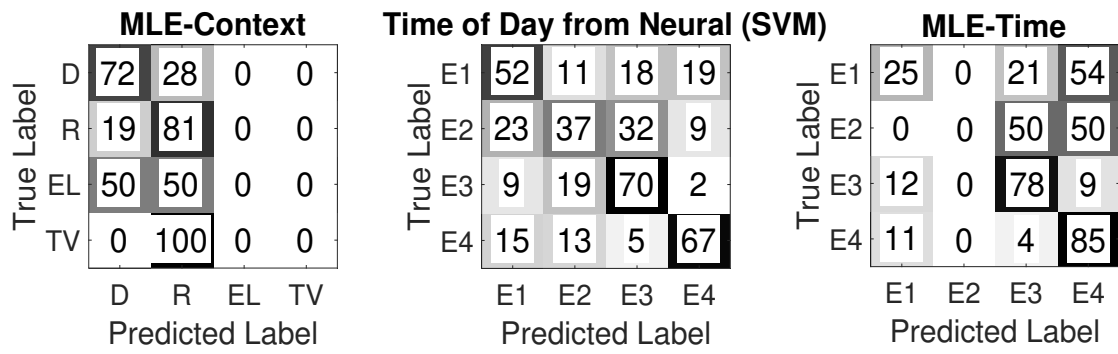 MLE-Context
True Label
D 72 28 0 0
R 19 81 0 0
EL 50 50 0 0
TV 0 100 0 0
D R EL TV
Predicted Label
Time of Day from Neural (SVM)
True Label
E1 52 11 18 19
E2 23 37 32 9
E3 9 19 70 2
E4 15 13 5 67
E1 E2 E3 E4
Predicted Label
MLE-Time
True Label
E1 25 0 21 54
E2 0 0 50 50
E3 12 0 78 9
E4 11 0 4 85
E1 E2 E3 E4
Predicted Label